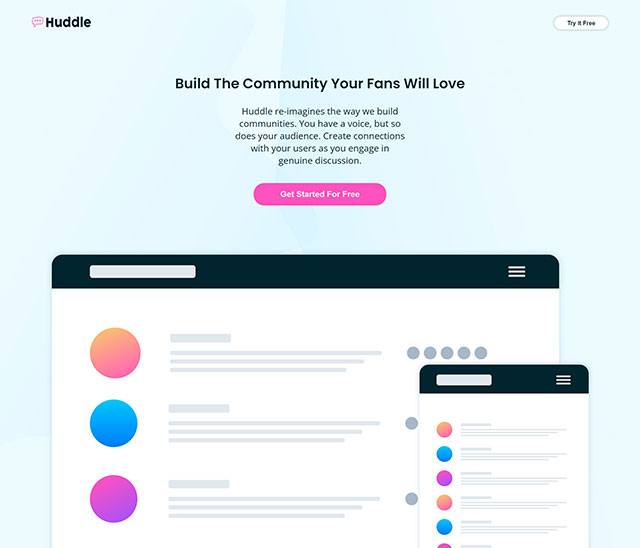 Huddle
Try It Free
Build The Community Your Fans Will Love
Huddle re-imagines the way we build
communities. You have a voice, but so
does your audience. Create connections
with your users as you engage in
genuine discussion.
Get Started For Free